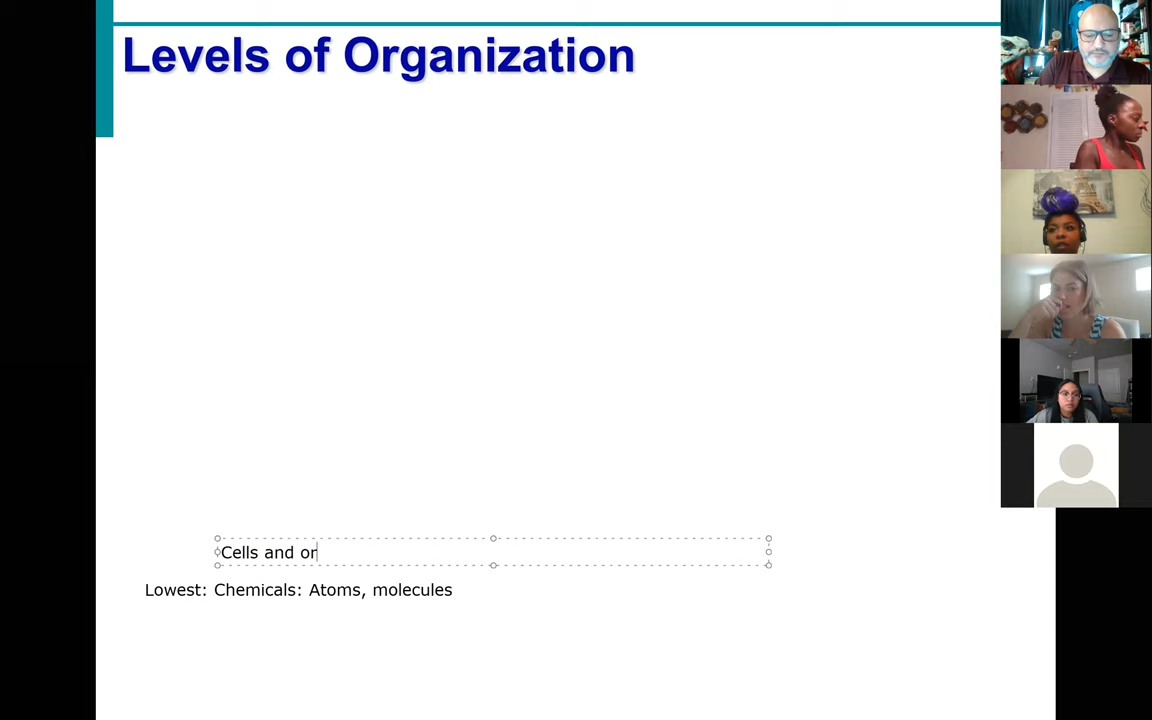 Levels of Organization
Cells and or
Lowest: Chemicals: Atoms, molecules